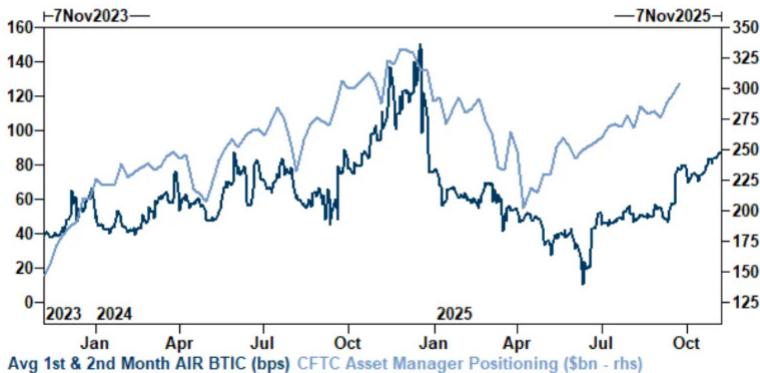 7Nov2023 7Nov2025
160 350
140 325
120 300
100 275
80 250
60 225
40 200
20 175
0 150
125
2023 2024 2025
Jan Apr Jul Oct Jan Apr Jul Oct
Avg 1st & 2nd Month AIR BTIC (bps) CFTC Asset Manager Positioning ($bn - rhs)